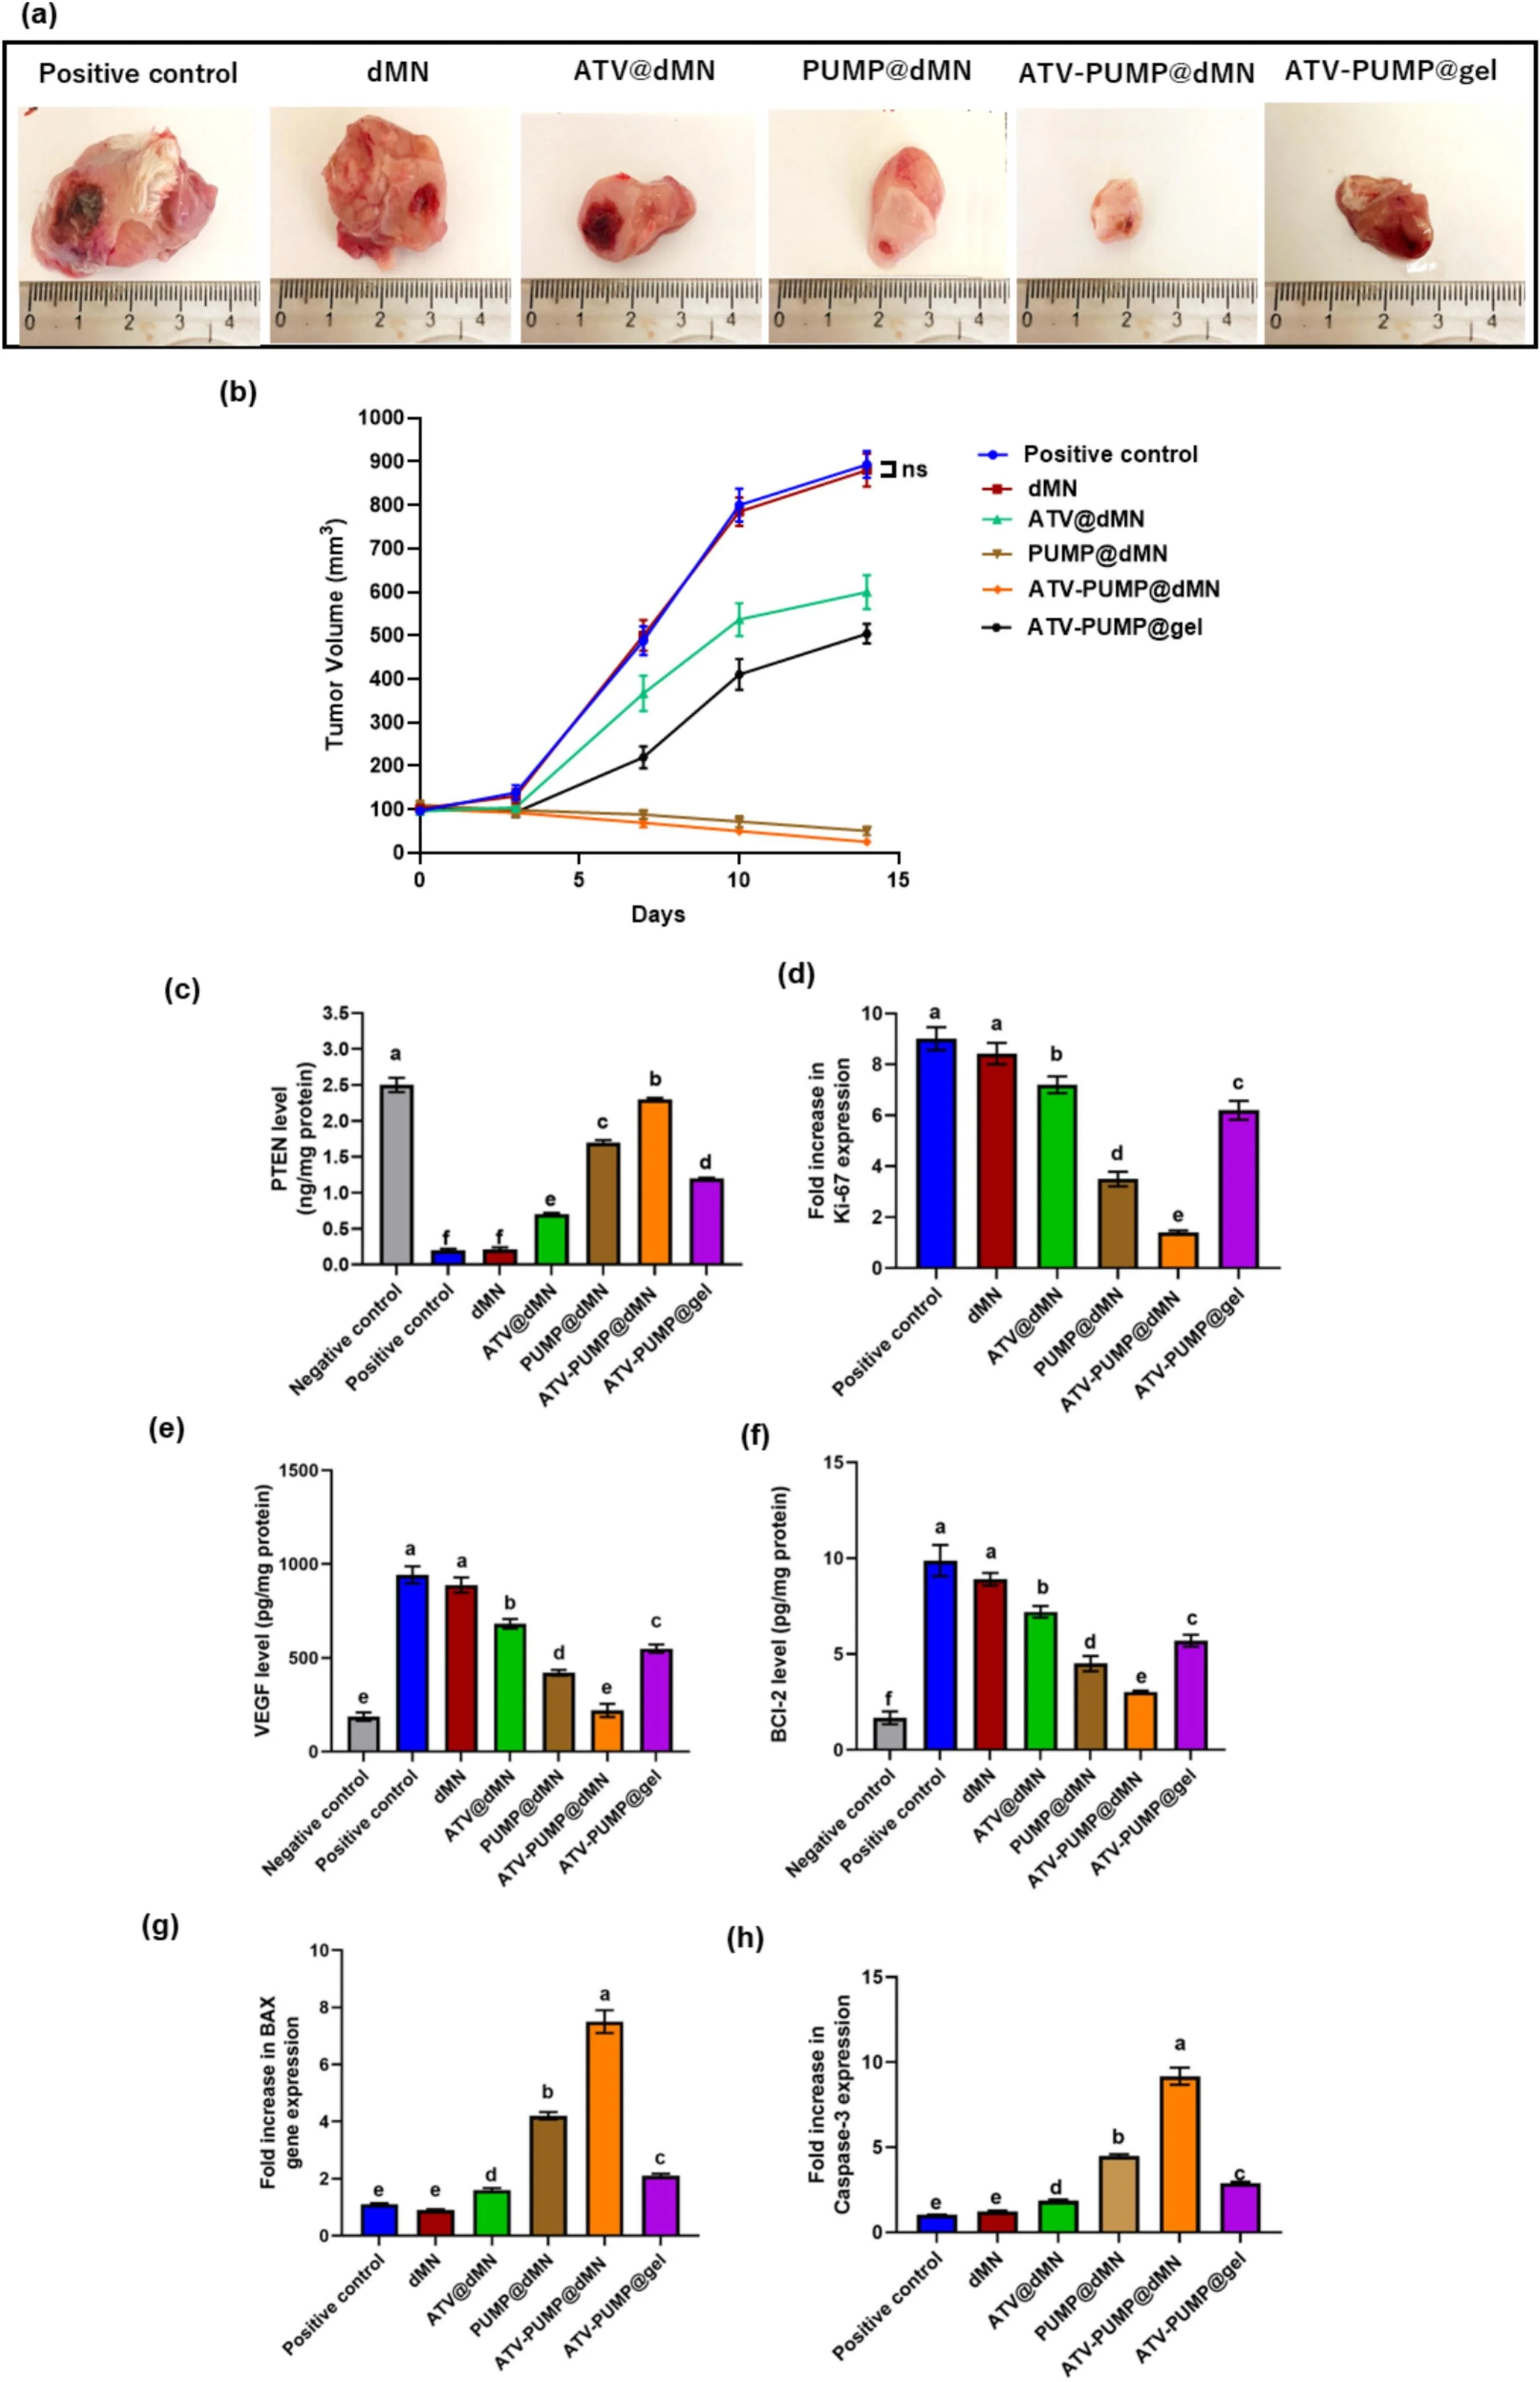 (a)
Positive control dMN ATV@dMN PUMP@dMN ATV-PUMP@dMN ATV-PUMP@gel
0 1 2 3 4 0 1 2 3 4 0 1 2 3 4 0 1 2 3 4 0 1 2 3 4 0 1 2 3 4
(b)
Tumor Volume (mm³)
1000
900
800
700
600
500
400
300
200
100
0
0 5 10 15
Days
ns
Positive control
dMN
ATV@dMN
PUMP@dMN
ATV-PUMP@dMN
ATV-PUMP@gel
(c)
PTEN level
(ng/mg protein)
3.5
3.0
2.5
2.0
1.5
1.0
0.5
0.0
a f f e c b d
Negative control
Positive control
dMN
ATV@dMN
PUMP@dMN
ATV-PUMP@dMN
ATV-PUMP@gel
(d)
Fold increase in
Ki-67 expression
10
8
6
4
2
0
a a b d e c
Positive control
dMN
ATV@dMN
PUMP@dMN
ATV-PUMP@dMN
ATV-PUMP@gel
(e)
VEGF level (pg/mg protein)
1500
1000
500
0
e a a b d e c
Negative control
Positive control
dMN
ATV@dMN
PUMP@dMN
ATV-PUMP@dMN
ATV-PUMP@gel
(f)
BCl-2 level (pg/mg protein)
15
10
5
0
f a a b d e c
Negative control
Positive control
dMN
ATV@dMN
PUMP@dMN
ATV-PUMP@dMN
ATV-PUMP@gel
(g)
Fold increase in BAX
gene expression
10
8
6
4
2
0
e e d b a c
Positive control
dMN
ATV@dMN
PUMP@dMN
ATV-PUMP@dMN
ATV-PUMP@gel
(h)
Fold increase in
Caspase-3 expression
15
10
5
0
e e d b a c
Positive control
dMN
ATV@dMN
PUMP@dMN
ATV-PUMP@dMN
ATV-PUMP@gel